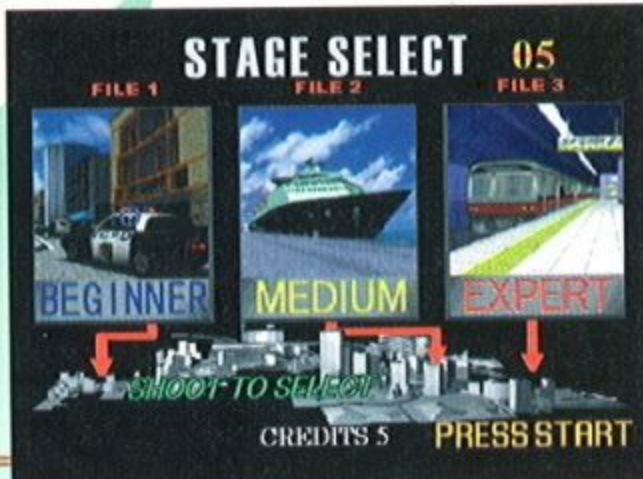 STAGE SELECT 05
FILE 1 FILE 2 FILE 3
BEGINNER MEDIUM EXPERT
SHOOT TO SELECT
CREDITS 5 PRESS START